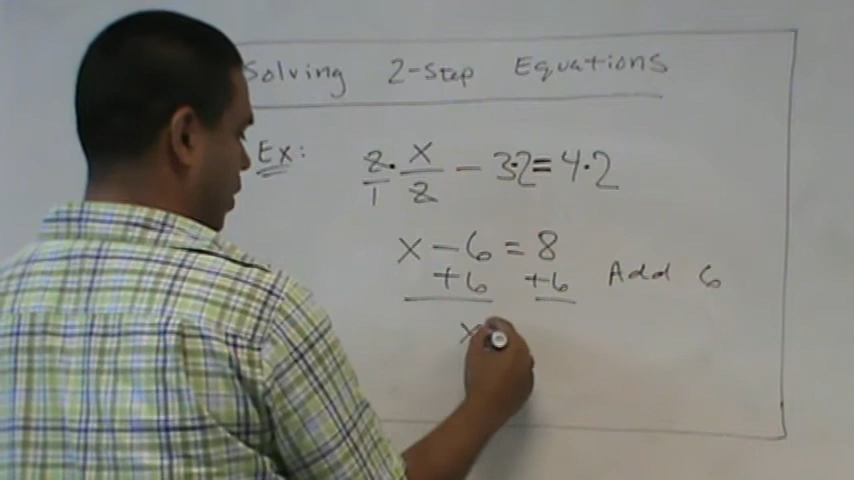 Solving 2-Step Equations
Ex: 2/1 · x/2 - 3·2 = 4·2
x - 6 = 8
+6 +6 Add 6
x